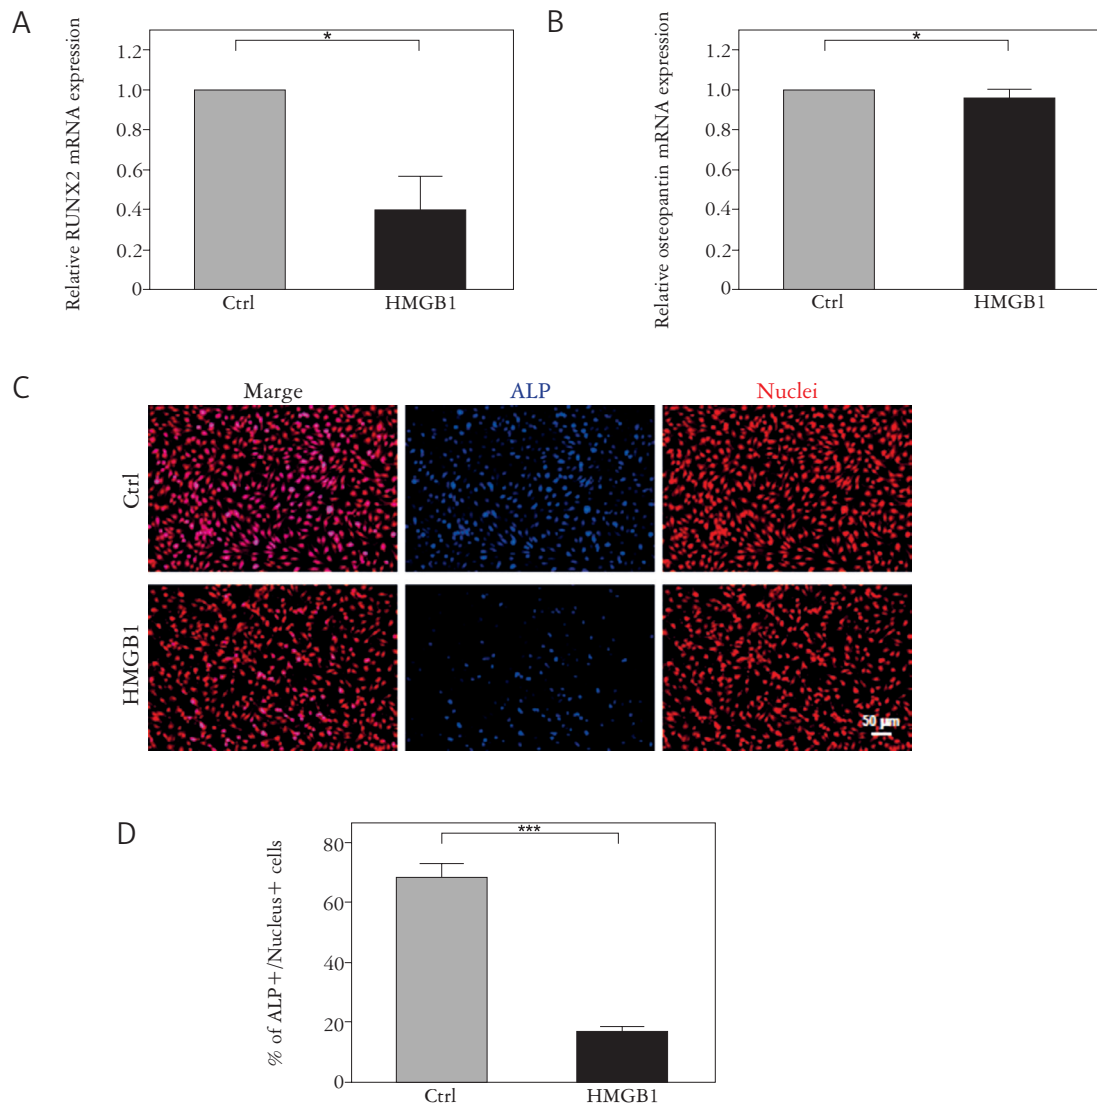 A
Relative RUNX2 mRNA expression
1.2
1.0
0.8
0.6
0.4
0.2
0
*
Ctrl
HMGB1
B
Relative osteopantin mRNA expression
1.2
1.0
0.8
0.6
0.4
0.2
0
*
Ctrl
HMGB1
C
Marge
ALP
Nuclei
Ctrl
HMGB1
50 µm
D
% of ALP+/Nucleus+ cells
80
60
40
20
0
***
Ctrl
HMGB1